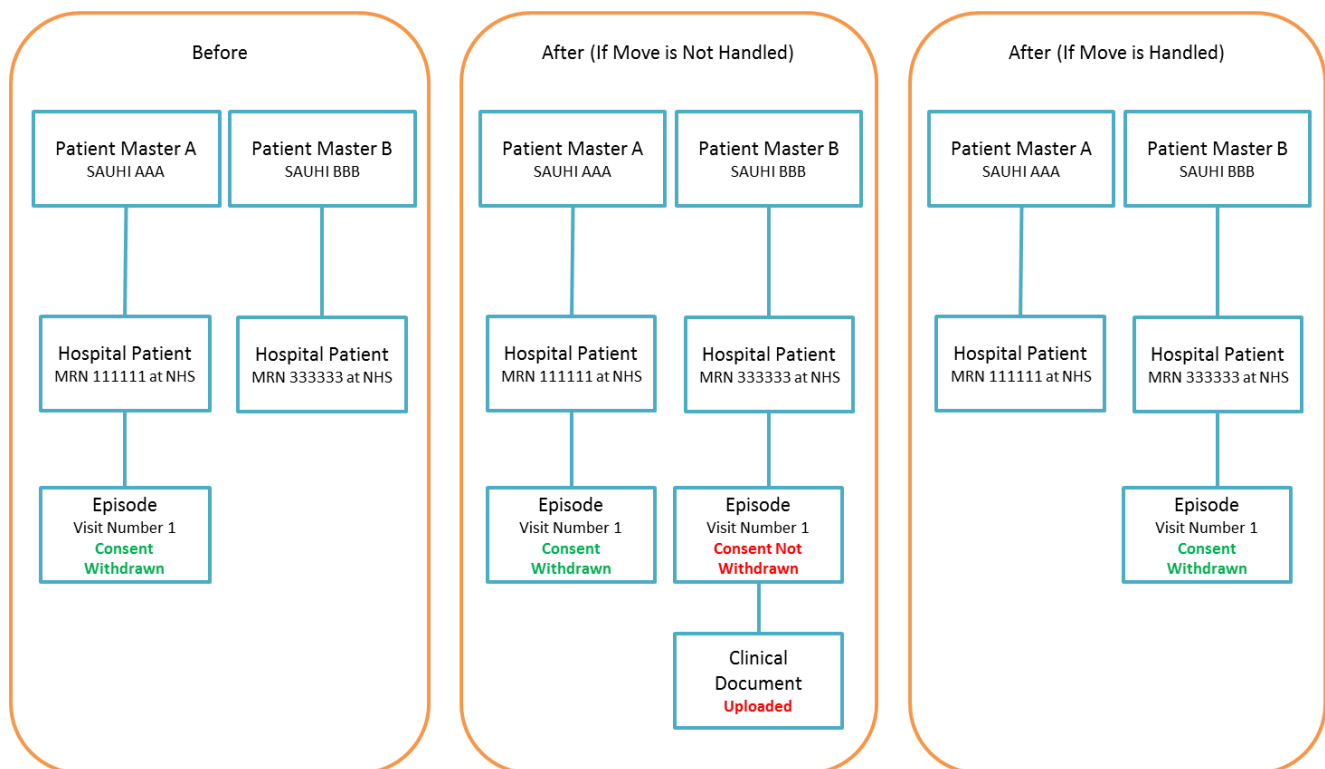 Before
Patient Master A
SAUHI AAA
Patient Master B
SAUHI BBB
Hospital Patient
MRN 111111 at NHS
Hospital Patient
MRN 333333 at NHS
Episode
Visit Number 1
Consent
Withdrawn
After (If Move is Not Handled)
Patient Master A
SAUHI AAA
Patient Master B
SAUHI BBB
Hospital Patient
MRN 111111 at NHS
Hospital Patient
MRN 333333 at NHS
Episode
Visit Number 1
Consent
Withdrawn
Episode
Visit Number 1
Consent Not
Withdrawn
Clinical
Document
Uploaded
After (If Move is Handled)
Patient Master A
SAUHI AAA
Patient Master B
SAUHI BBB
Hospital Patient
MRN 111111 at NHS
Hospital Patient
MRN 333333 at NHS
Episode
Visit Number 1
Consent
Withdrawn